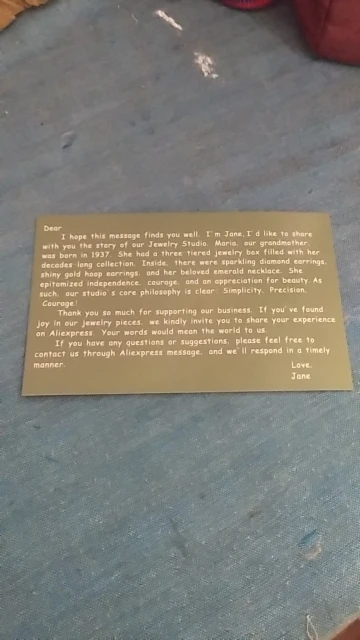 Dear
I hope this message finds you well. I'm Jane, I'd like to share
with you the story of our Jewelry Studio. Maria, our grandmother,
was born in 1937. She had a three tiered jewelry box filled with her
decades long collection. Inside, there were sparkling diamond earrings,
shiny gold hoop earrings, and her beloved emerald necklace. She
epitomized independence, courage, and an appreciation for beauty. As
such, our studio's core philosophy is clear: Simplicity, Precision,
Courage!
Thank you so much for supporting our business. If you've found
joy in our jewelry pieces, we kindly invite you to share your experience
on Aliexpress. Your words would mean the world to us.
If you have any questions or suggestions, please feel free to
contact us through Aliexpress message, and we'll respond in a timely
manner.
Love,
Jane